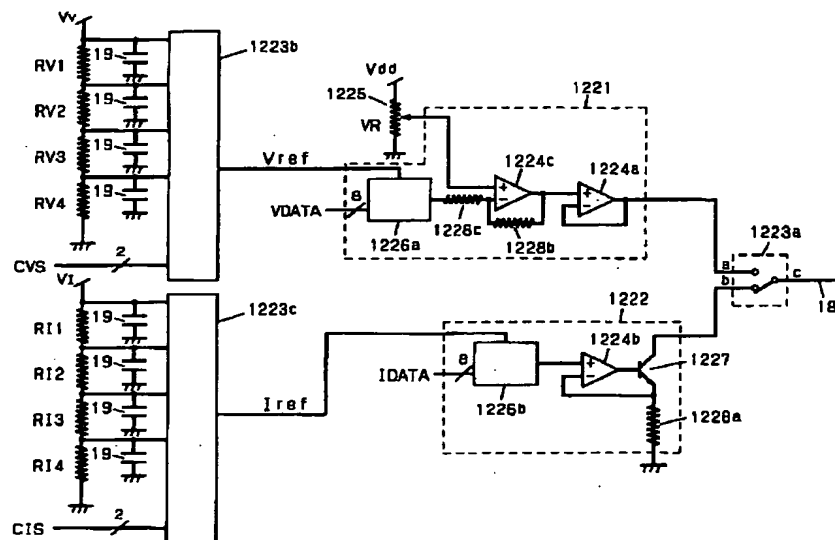 Vv
1223b
19
RV1
Vdd
1225
1221
19
RV2
VR
19
RV3
1224c
1224a
Vref
19
RV4
8
VDATA
1226a
1228c
1228b
1223a
CVS
2
a
b
c
18
VI
1223c
1222
19
RI1
1224b
1227
19
RI2
8
IDATA
19
RI3
Iref
1226b
1228a
19
RI4
CIS
2